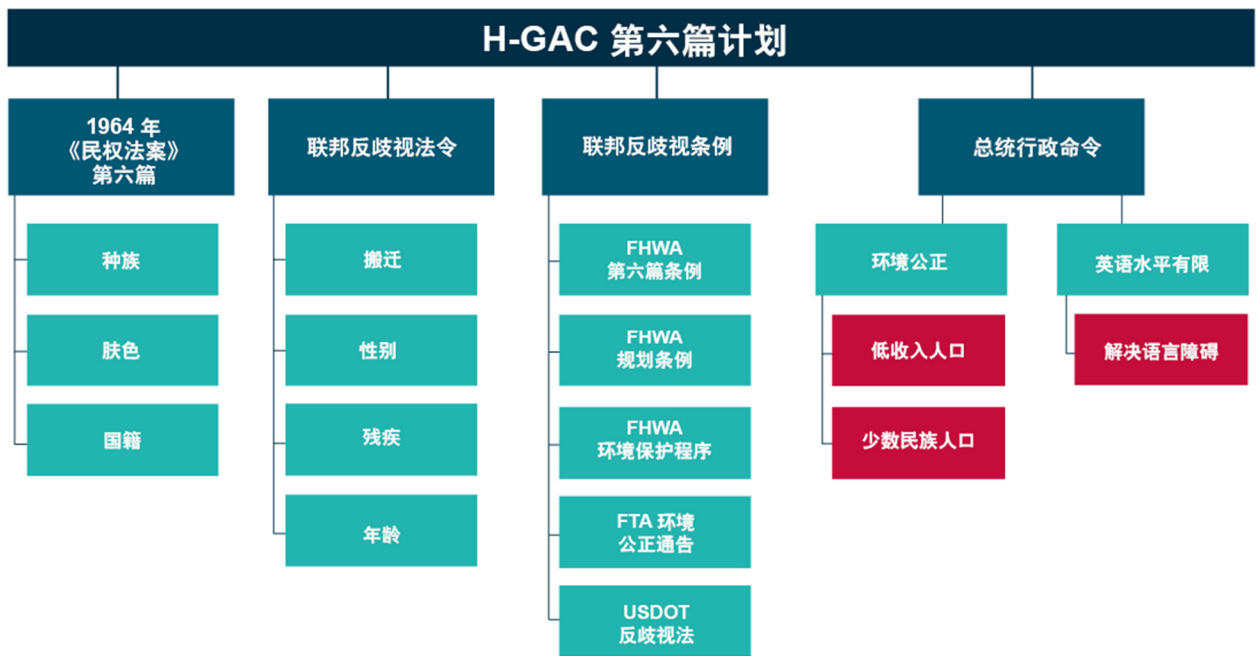 H-GAC 第六篇计划
1964 年
《民权法案》
第六篇
种族
肤色
国籍
联邦反歧视法令
搬迁
性别
残疾
年龄
联邦反歧视条例
FHWA
第六篇条例
FHWA
规划条例
FHWA
环境保护程序
FTA 环境
公正通告
USDOT
反歧视法
总统行政命令
环境公正
低收入人口
少数民族人口
英语水平有限
解决语言障碍